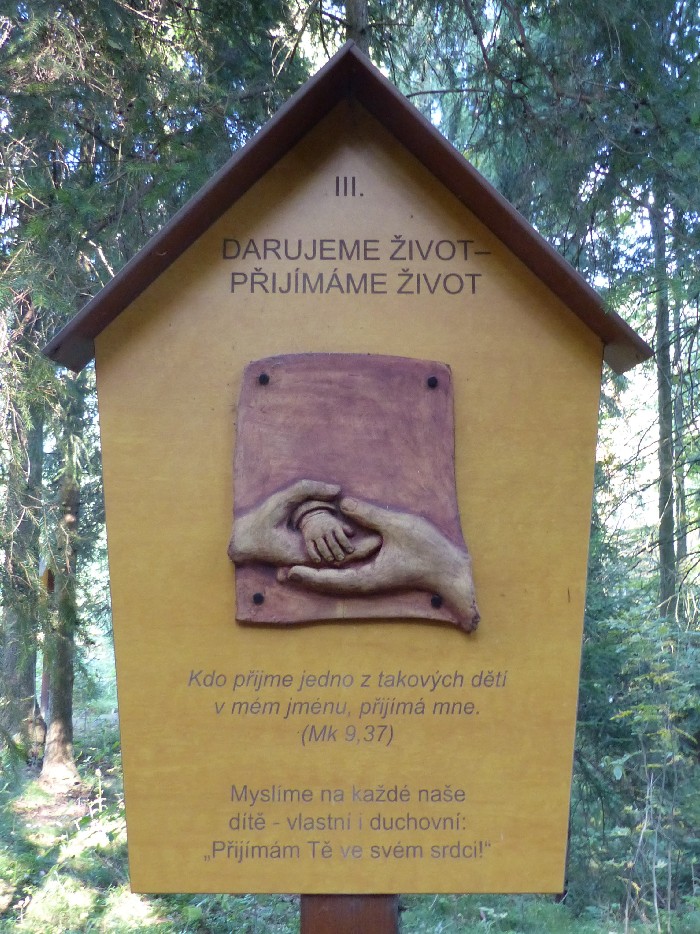 III.
DARUJEME ŽIVOT–
PŘIJÍMÁME ŽIVOT
Kdo přijme jedno z takových dětí
v mém jménu, přijímá mne.
(Mk 9,37)
Myslíme na každé naše
dítě - vlastní i duchovní:
„Přijímám Tě ve svém srdci!“